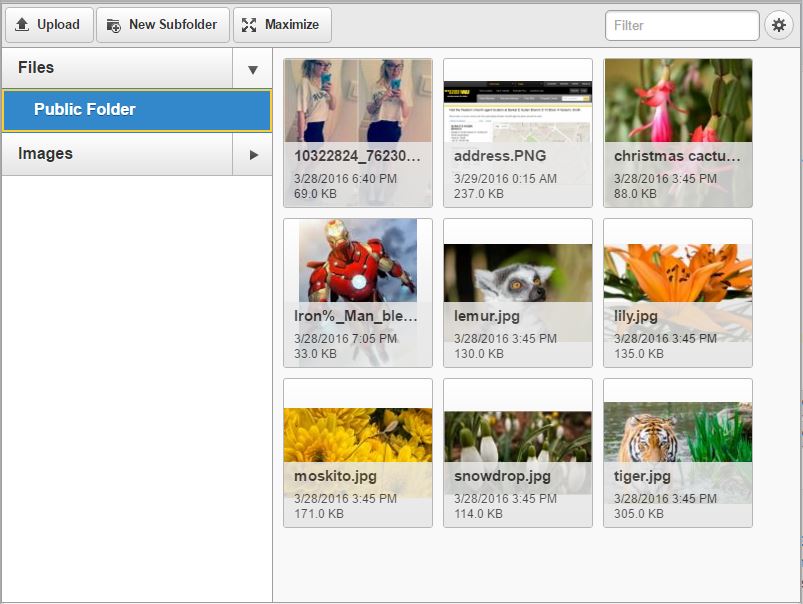 Upload
New Subfolder
Maximize
Filter
Files
Public Folder
Images
10322824_76230...
3/28/2016 6:40 PM
69.0 KB
address.PNG
3/29/2016 0:15 AM
237.0 KB
christmas cactu...
3/28/2016 3:45 PM
88.0 KB
Iron%_Man_ble...
3/28/2016 7:05 PM
33.0 KB
lemur.jpg
3/28/2016 3:45 PM
130.0 KB
lily.jpg
3/28/2016 3:45 PM
135.0 KB
moskito.jpg
3/28/2016 3:45 PM
171.0 KB
snowdrop.jpg
3/28/2016 3:45 PM
114.0 KB
tiger.jpg
3/28/2016 3:45 PM
305.0 KB